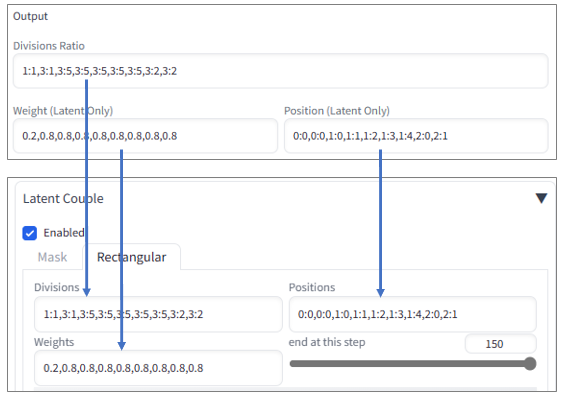 Output
Divisions Ratio
1:1,3:1,3:5,3:5,3:5,3:5,3:5,3:2,3:2
Weight (Latent Only)
Position (Latent Only)
0.2,0.8,0.8,0.8,0.8,0.8,0.8,0.8,0.8
0:0,0:0,1:0,1:1,1:2,1:3,1:4,2:0,2:1
Latent Couple
Enabled
Mask
Rectangular
Divisions
Positions
1:1,3:1,3:5,3:5,3:5,3:5,3:5,3:2,3:2
0:0,0:0,1:0,1:1,1:2,1:3,1:4,2:0,2:1
Weights
end at this step
150
0.2,0.8,0.8,0.8,0.8,0.8,0.8,0.8,0.8